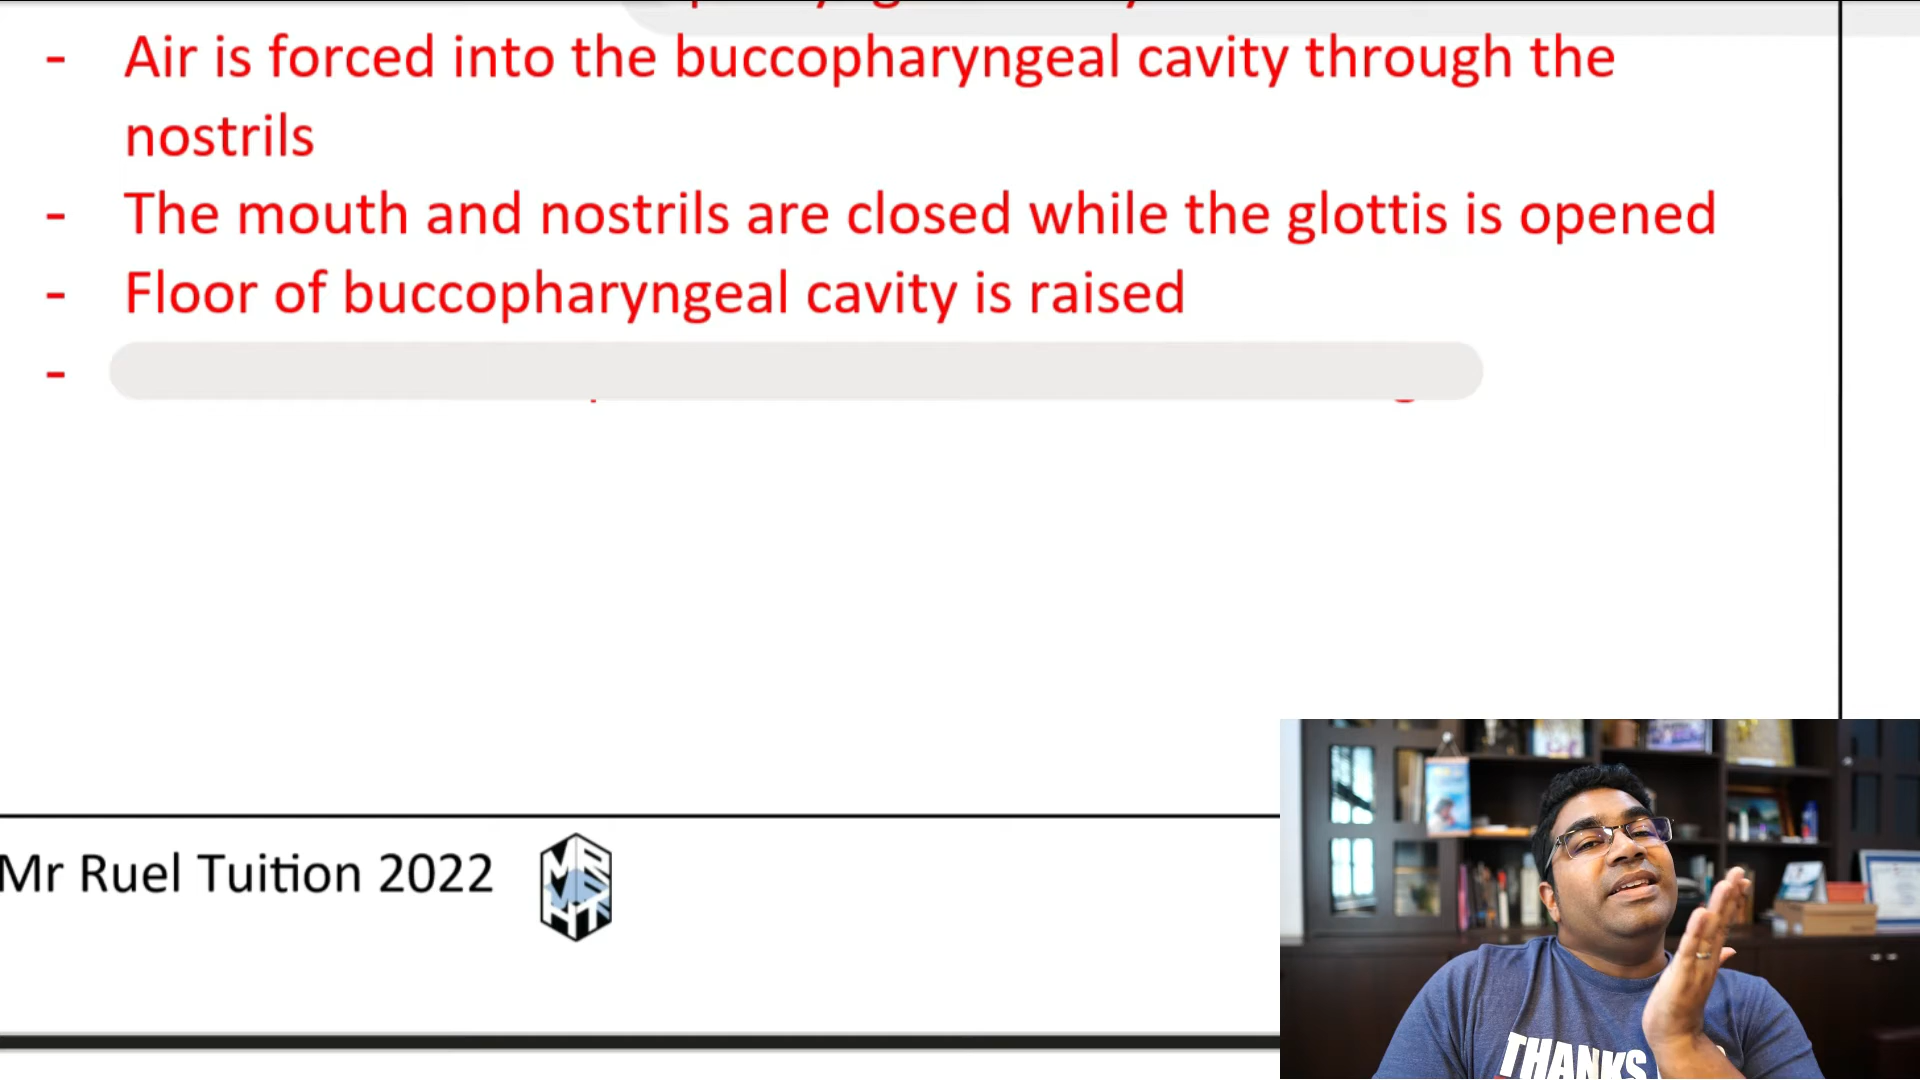 - Air is forced into the buccopharyngeal cavity through the
nostrils
- The mouth and nostrils are closed while the glottis is opened
- Floor of buccopharyngeal cavity is raised
-
Mr Ruel Tuition 2022
THANKS